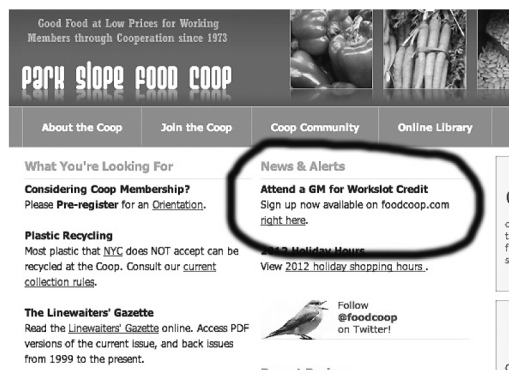 Good Food at Low Prices for Working
Members through Cooperation since 1973
PARK SLOPE FOOD COOP
About the Coop
Join the Coop
Coop Community
Online Library
What You're Looking For
Considering Coop Membership?
Please Pre-register for an Orientation.
Plastic Recycling
Most plastic that NYC does NOT accept can be
recycled at the Coop. Consult our current
collection rules.
The Linewaiters' Gazette
Read the Linewaiters' Gazette online. Access PDF
versions of the current issue, and back issues
from 1999 to the present.
News & Alerts
Attend a GM for Workslot Credit
Sign up now available on foodcoop.com
right here.
2012 Holiday Hours
View 2012 holiday shopping hours .
Follow
@foodcoop
on Twitter!